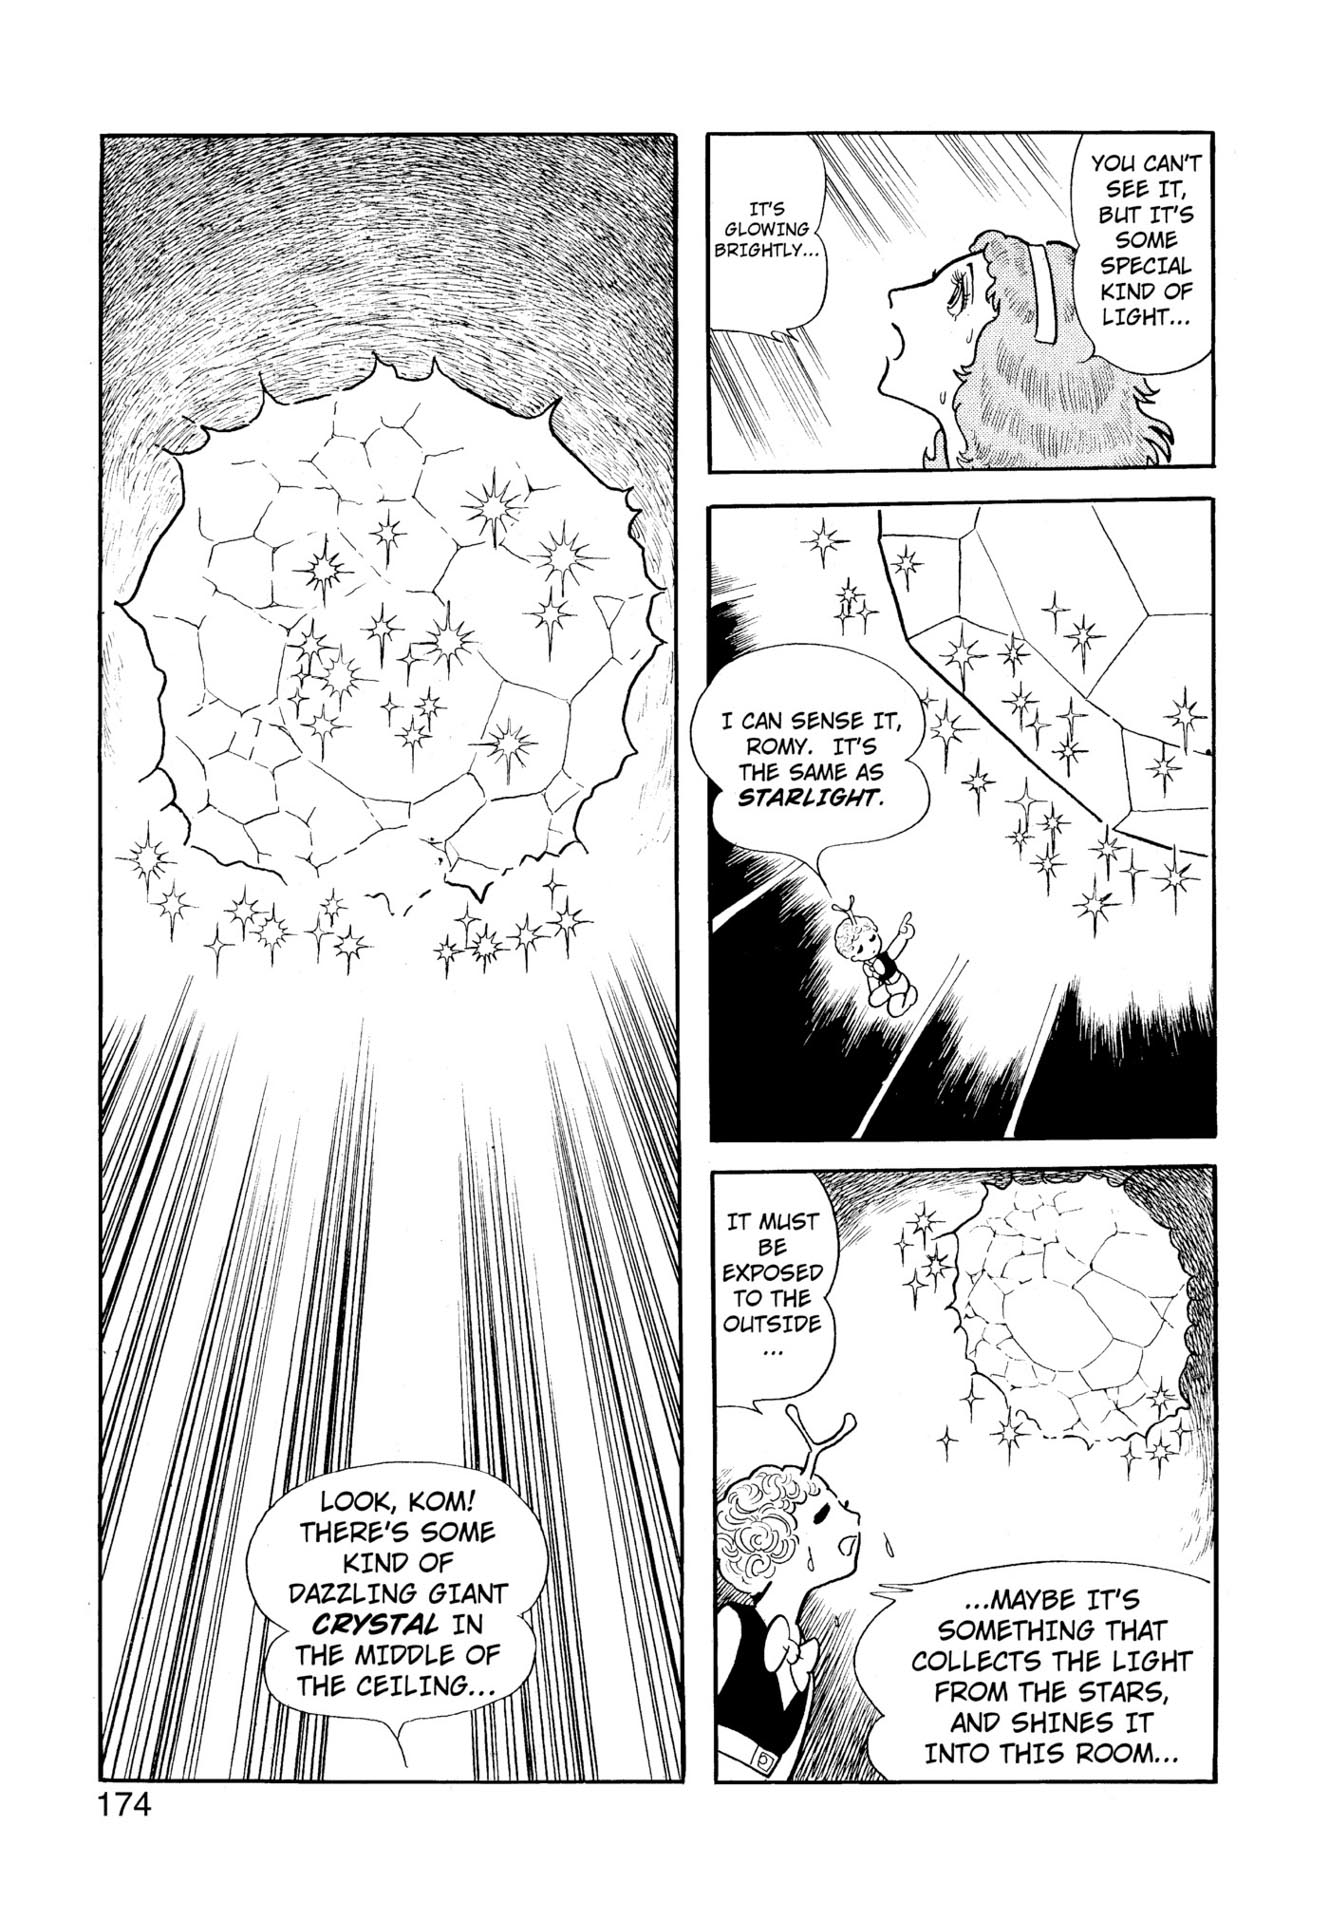 LOOK, KOM!
THERE'S SOME
KIND OF
DAZZLING GIANT
CRYSTAL IN
THE MIDDLE OF
THE CEILING...
IT'S
GLOWING
BRIGHTLY...
YOU CAN'T
SEE IT,
BUT IT'S
SOME
SPECIAL
KIND OF
LIGHT...
I CAN SENSE IT,
ROMY. IT'S
THE SAME AS
STARLIGHT.
IT MUST
BE
EXPOSED
TO THE
OUTSIDE
...
...MAYBE IT'S
SOMETHING THAT
COLLECTS THE LIGHT
FROM THE STARS,
AND SHINES IT
INTO THIS ROOM...
174